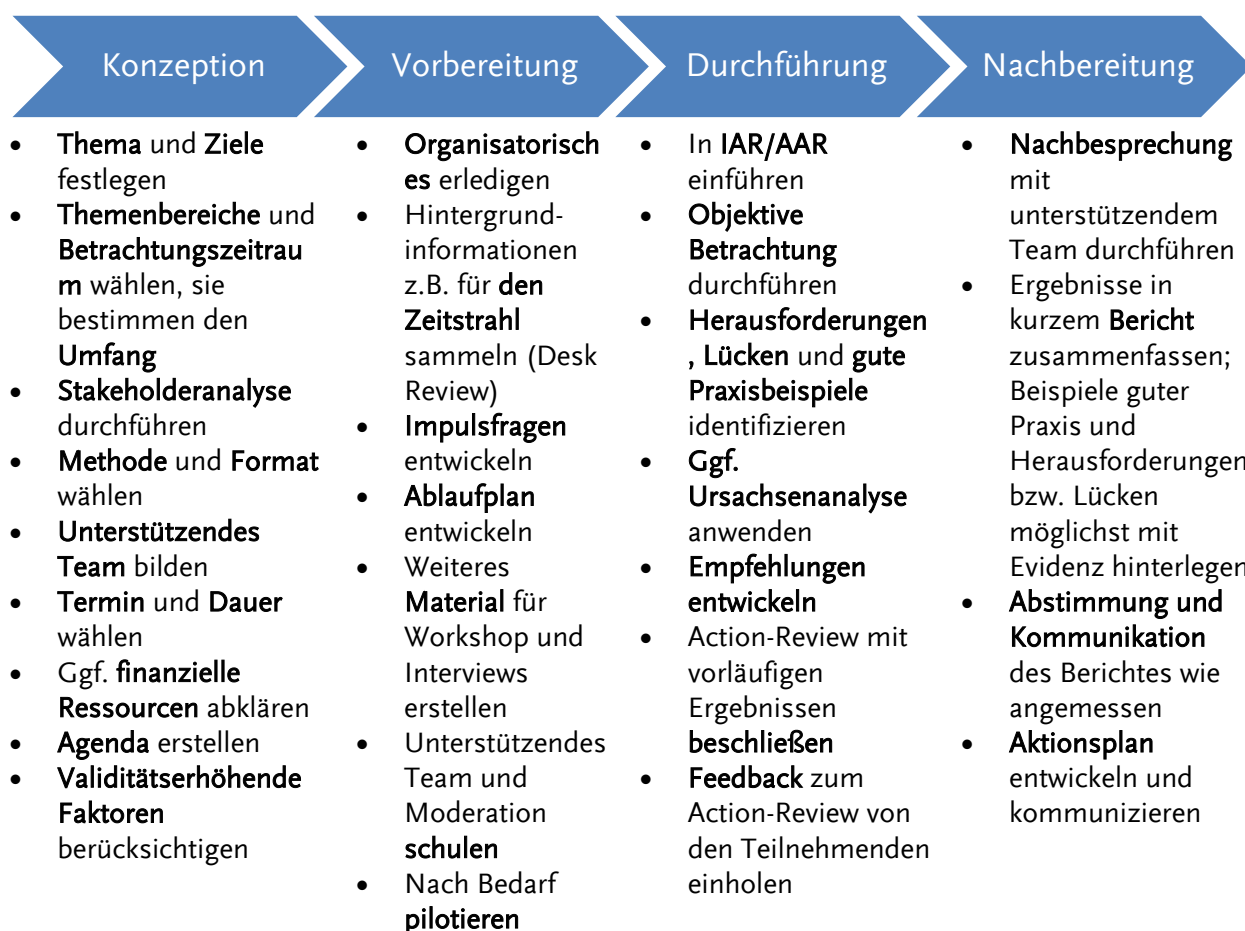 Konzeption
Vorbereitung
Durchführung
Nachbereitung
• Thema und Ziele
festlegen
• Themenbereiche und
Betrachtungszeitrau
m wählen, sie
bestimmen den
Umfang
• Stakeholderanalyse
durchführen
• Methode und Format
wählen
• Unterstützendes
Team bilden
• Termin und Dauer
wählen
• Ggf. finanzielle
Ressourcen abklären
• Agenda erstellen
• Validitätserhöhende
Faktoren
berücksichtigen
• Organisatorisch
es erledigen
• Hintergrund-
informationen
z.B. für den
Zeitstrahl
sammeln (Desk
Review)
• Impulsfragen
entwickeln
• Ablaufplan
entwickeln
• Weiteres
Material für
Workshop und
Interviews
erstellen
• Unterstützendes
Team und
Moderation
schulen
• Nach Bedarf
pilotieren
• In IAR/AAR
einführen
• Objektive
Betrachtung
durchführen
• Herausforderungen
, Lücken und gute
Praxisbeispiele
identifizieren
• Ggf.
Ursachsenanalyse
anwenden
• Empfehlungen
entwickeln
• Action-Review mit
vorläufigen
Ergebnissen
beschließen
• Feedback zum
Action-Review von
den Teilnehmenden
einholen
• Nachbesprechung
mit
unterstützendem
Team durchführen
• Ergebnisse in
kurzem Bericht
zusammenfassen;
Beispiele guter
Praxis und
Herausforderungen
bzw. Lücken
möglichst mit
Evidenz hinterlegen
• Abstimmung und
Kommunikation
des Berichtes wie
angemessen
• Aktionsplan
entwickeln und
kommunizieren